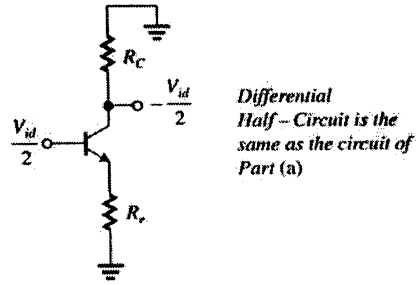 R_C
-V_id/2
V_id/2
R_e
Differential
Half – Circuit is the
same as the circuit of
Part (a)